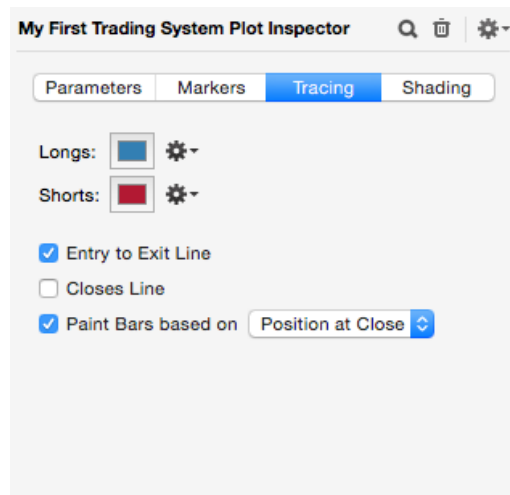 My First Trading System Plot Inspector
Parameters Markers Tracing Shading
Longs:
Shorts:
Entry to Exit Line
Closes Line
Paint Bars based on Position at Close